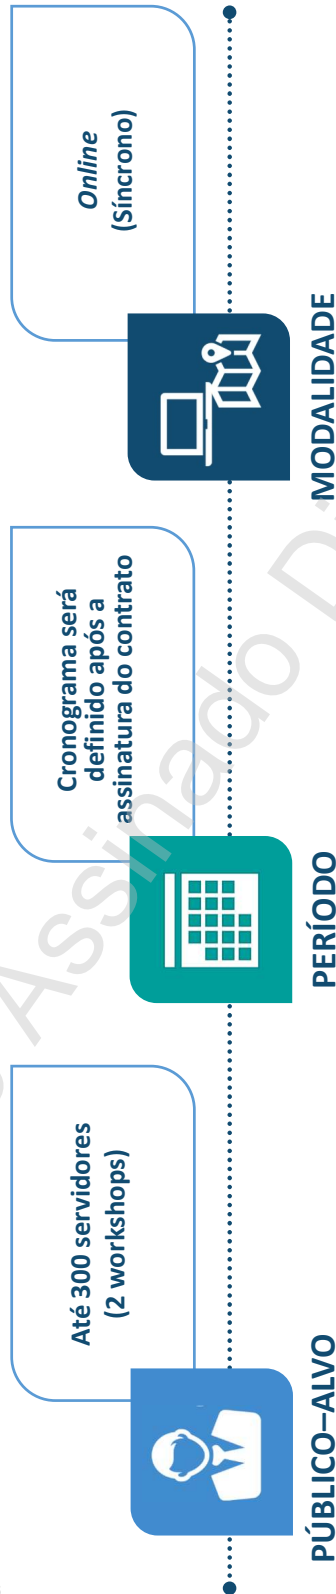 Até 300 servidores
(2 workshops)
PÚBLICO–ALVO
Cronograma será
definido após a
assinatura do contrato
PERÍODO
Online
(Síncrono)
MODALIDADE
Assinado